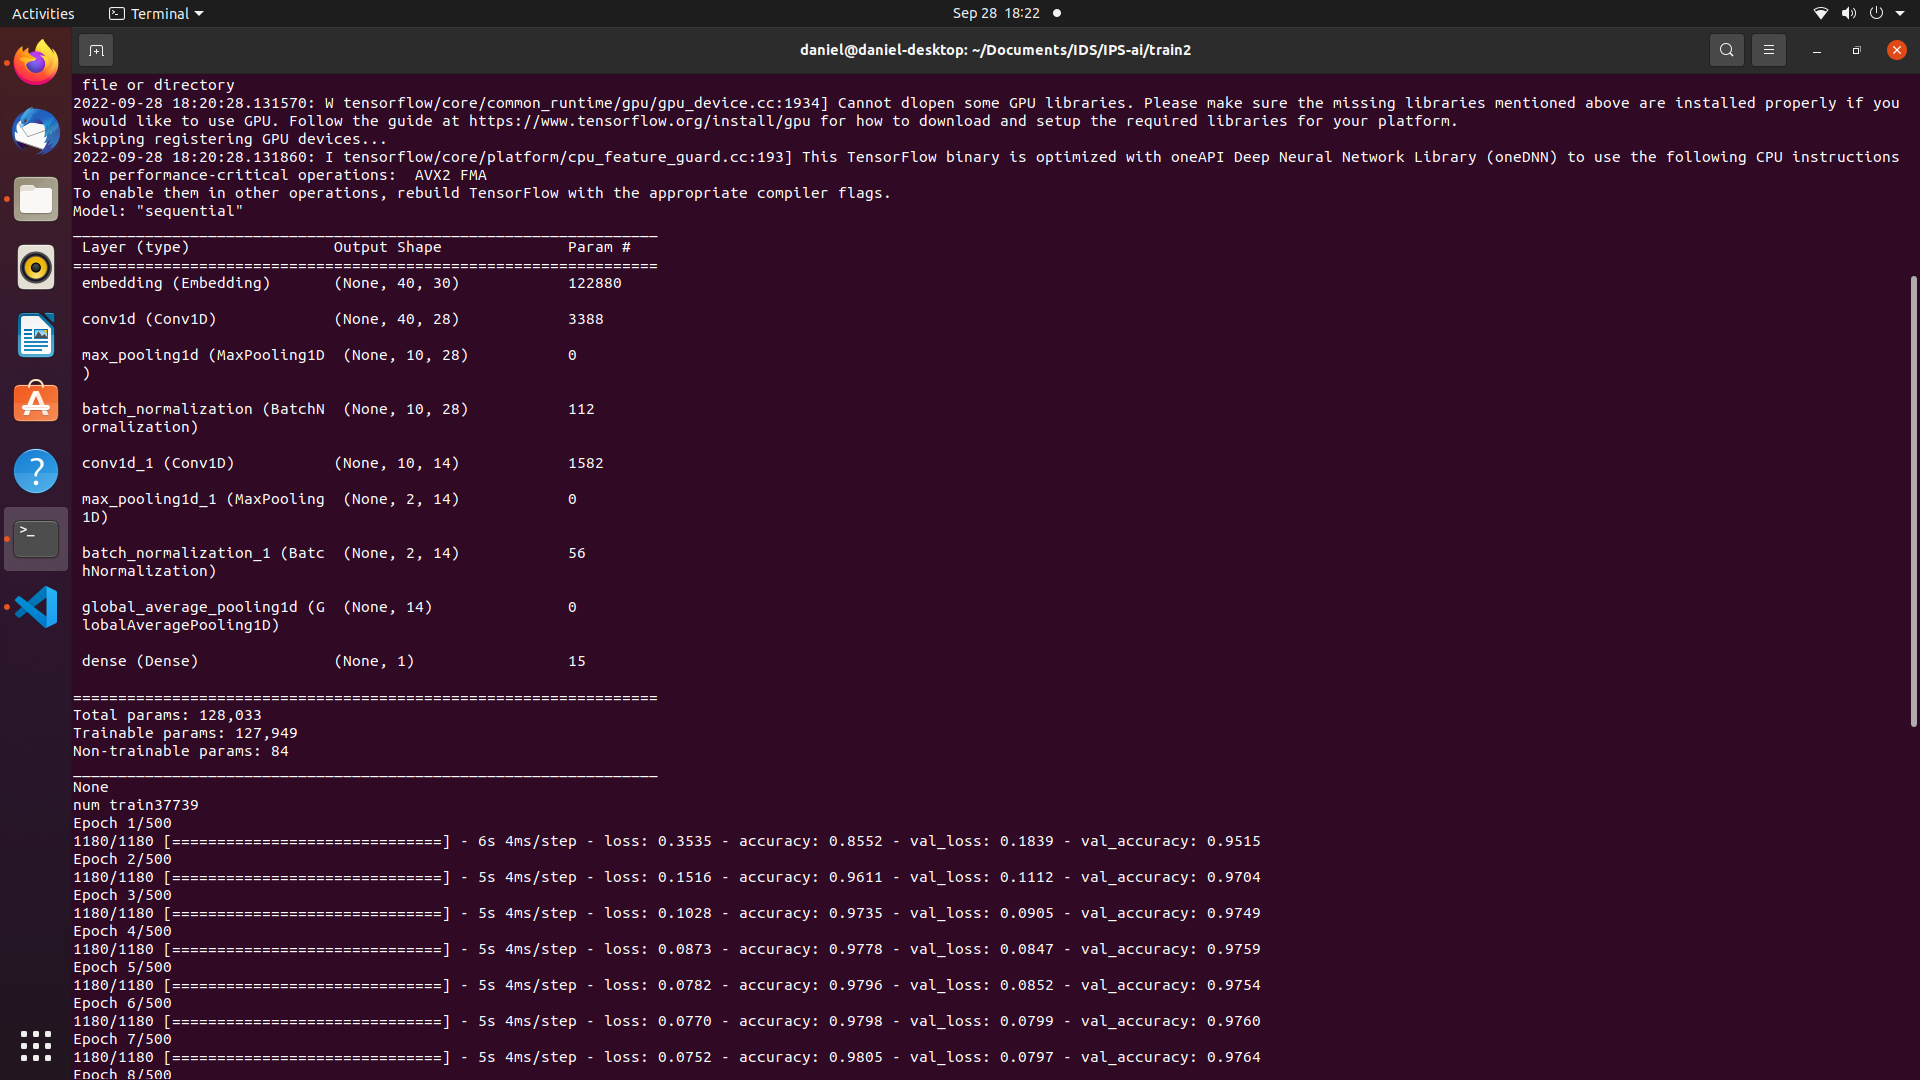 Activities
Terminal
Sep 28 18:22
daniel@daniel-desktop: ~/Documents/IDS/IPS-ai/train2
file or directory
2022-09-28 18:20:28.131570: W tensorflow/core/common_runtime/gpu/gpu_device.cc:1934] Cannot dlopen some GPU libraries. Please make sure the missing libraries mentioned above are installed properly if you
would like to use GPU. Follow the guide at https://www.tensorflow.org/install/gpu for how to download and setup the required libraries for your platform.
Skipping registering GPU devices...
2022-09-28 18:20:28.131860: I tensorflow/core/platform/cpu_feature_guard.cc:193] This TensorFlow binary is optimized with oneAPI Deep Neural Network Library (oneDNN) to use the following CPU instructions
in performance-critical operations:  AVX2 FMA
To enable them in other operations, rebuild TensorFlow with the appropriate compiler flags.
Model: "sequential"
_________________________________________________________________
 Layer (type)                Output Shape              Param #
=================================================================
 embedding (Embedding)       (None, 40, 30)            122880
 conv1d (Conv1D)             (None, 40, 28)            3388
 max_pooling1d (MaxPooling1D  (None, 10, 28)           0
 )
 batch_normalization (BatchN  (None, 10, 28)           112
 ormalization)
 conv1d_1 (Conv1D)           (None, 10, 14)            1582
 max_pooling1d_1 (MaxPooling  (None, 2, 14)            0
 1D)
 batch_normalization_1 (Batc  (None, 2, 14)            56
 hNormalization)
 global_average_pooling1d (G  (None, 14)               0
 lobalAveragePooling1D)
 dense (Dense)               (None, 1)                 15
=================================================================
Total params: 128,033
Trainable params: 127,949
Non-trainable params: 84
_________________________________________________________________
None
num train37739
Epoch 1/500
1180/1180 [==============================] - 6s 4ms/step - loss: 0.3535 - accuracy: 0.8552 - val_loss: 0.1839 - val_accuracy: 0.9515
Epoch 2/500
1180/1180 [==============================] - 5s 4ms/step - loss: 0.1516 - accuracy: 0.9611 - val_loss: 0.1112 - val_accuracy: 0.9704
Epoch 3/500
1180/1180 [==============================] - 5s 4ms/step - loss: 0.1028 - accuracy: 0.9735 - val_loss: 0.0905 - val_accuracy: 0.9749
Epoch 4/500
1180/1180 [==============================] - 5s 4ms/step - loss: 0.0873 - accuracy: 0.9778 - val_loss: 0.0847 - val_accuracy: 0.9759
Epoch 5/500
1180/1180 [==============================] - 5s 4ms/step - loss: 0.0782 - accuracy: 0.9796 - val_loss: 0.0852 - val_accuracy: 0.9754
Epoch 6/500
1180/1180 [==============================] - 5s 4ms/step - loss: 0.0770 - accuracy: 0.9798 - val_loss: 0.0799 - val_accuracy: 0.9760
Epoch 7/500
1180/1180 [==============================] - 5s 4ms/step - loss: 0.0752 - accuracy: 0.9805 - val_loss: 0.0797 - val_accuracy: 0.9764
Epoch 8/500